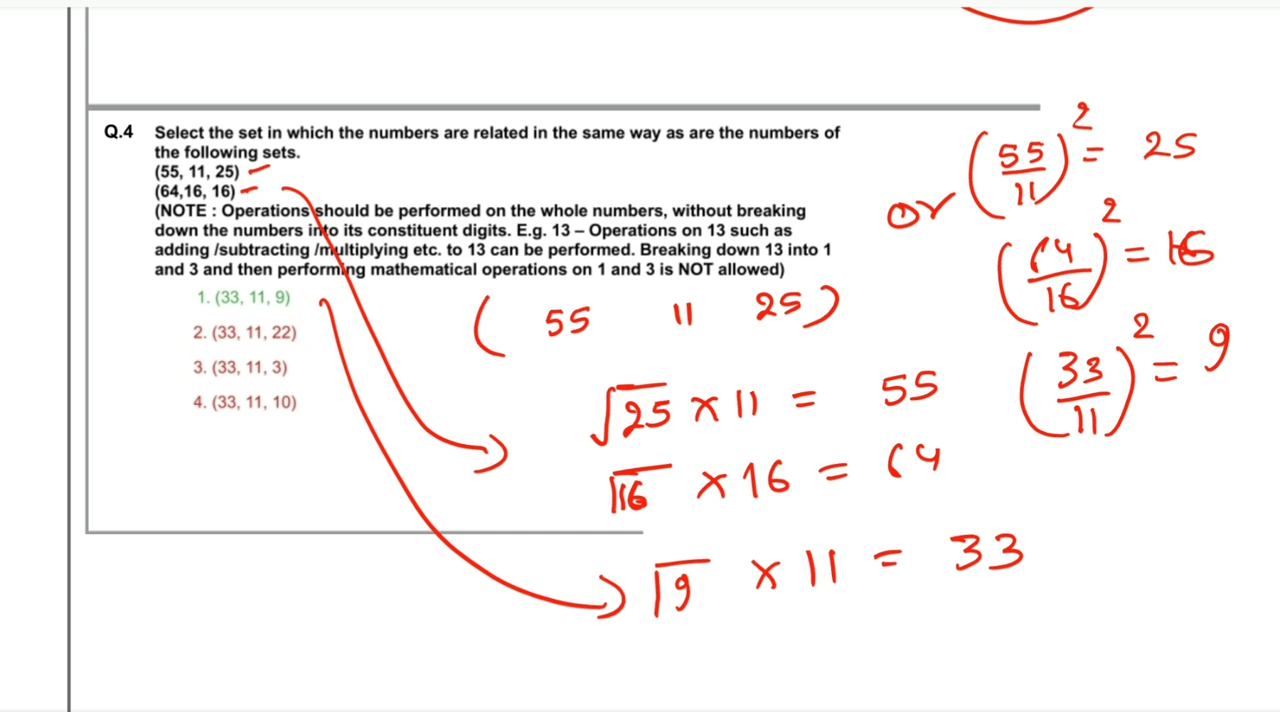 Q.4 Select the set in which the numbers are related in the same way as are the numbers of
the following sets.
(55, 11, 25)
(64,16, 16)
(NOTE : Operations should be performed on the whole numbers, without breaking
down the numbers into its constituent digits. E.g. 13 – Operations on 13 such as
adding /subtracting /multiplying etc. to 13 can be performed. Breaking down 13 into 1
and 3 and then performing mathematical operations on 1 and 3 is NOT allowed)
1. (33, 11, 9)
2. (33, 11, 22)
3. (33, 11, 3)
4. (33, 11, 10)
( 55 11 25 )
√25 × 11 = 55
√16 × 16 = 64
√9 × 11 = 33
or (55/11)² = 25
(64/16)² = 16
(33/11)² = 9